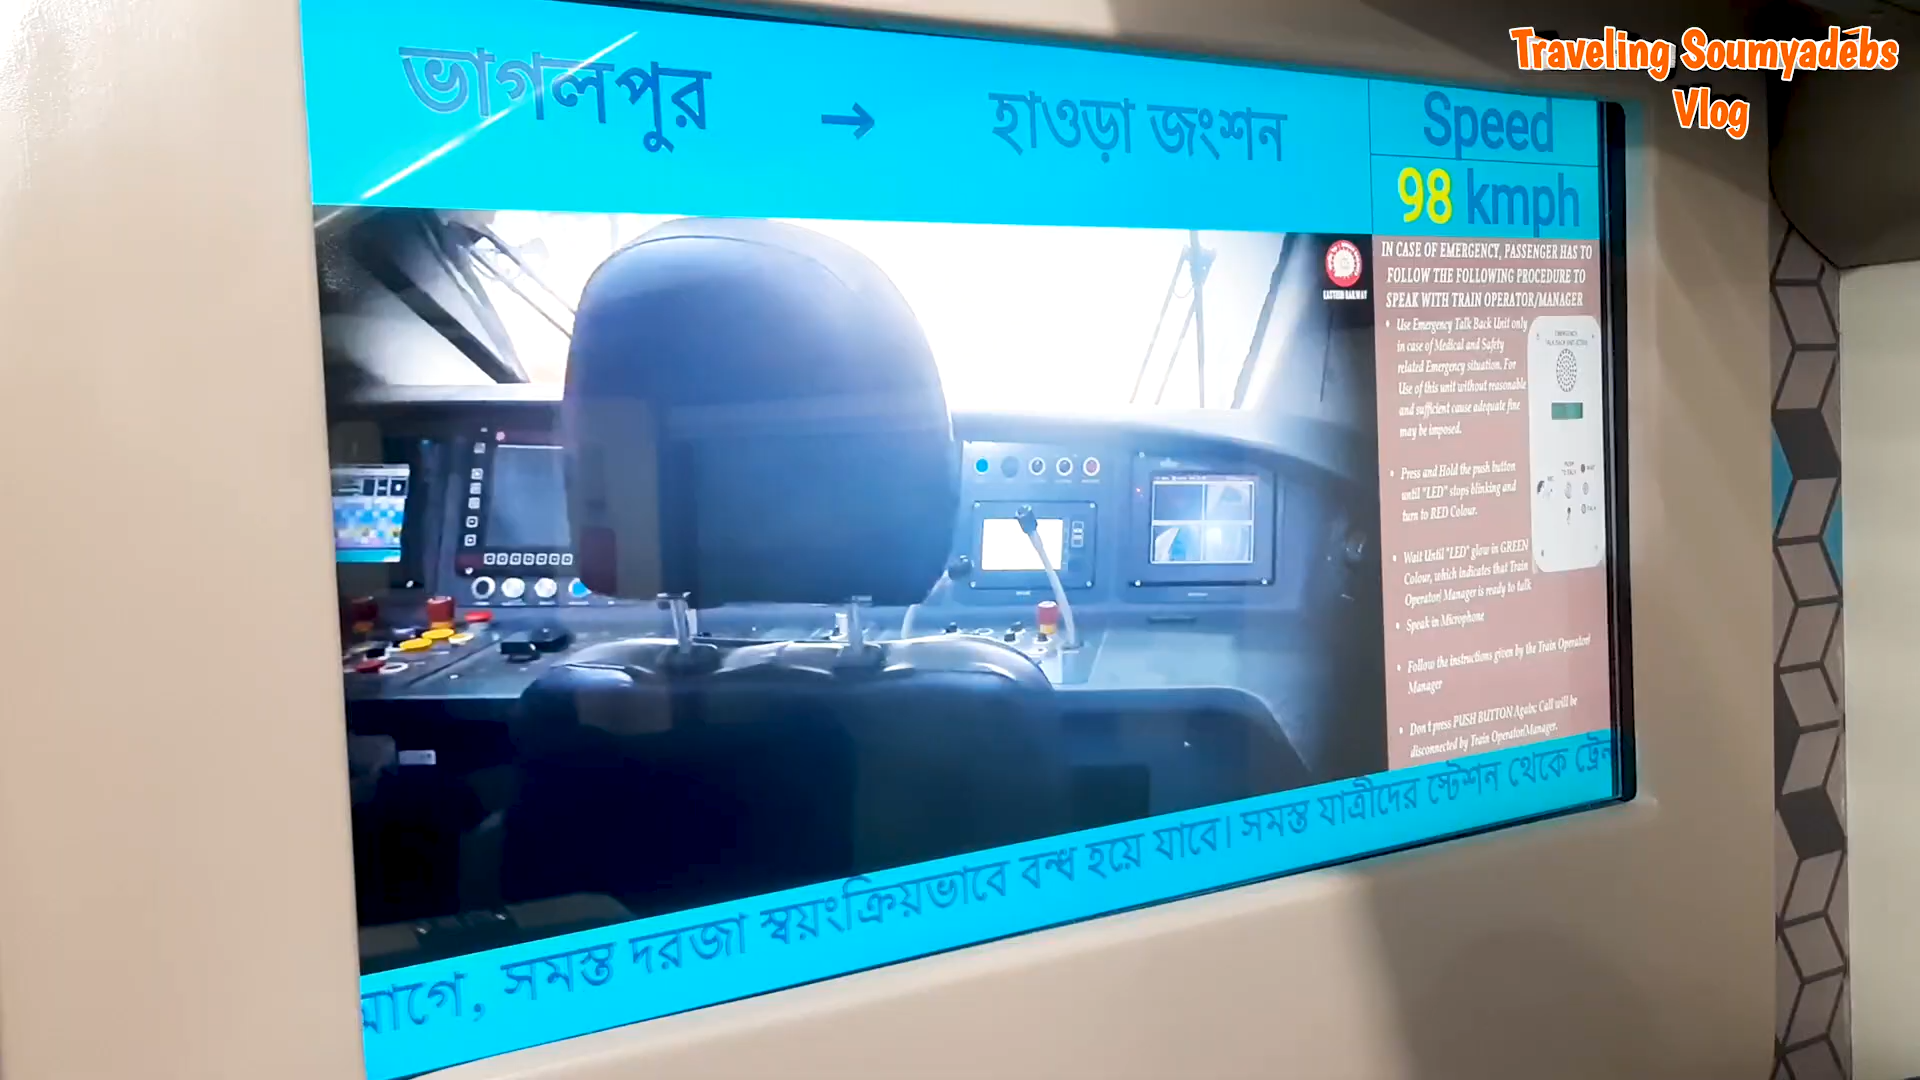 Traveling Soumyadebs
Vlog
ভাগলপুর → হাওড়া জংশন
Speed
98 kmph
EASTERN RAILWAY
IN CASE OF EMERGENCY, PASSENGER HAS TO
FOLLOW THE FOLLOWING PROCEDURE TO
SPEAK WITH TRAIN OPERATOR/MANAGER
• Use Emergency Talk Back Unit only
in case of Medical and Safety
related Emergency situation. For
Use of this unit without reasonable
and sufficient cause adequate fine
may be imposed.
• Press and Hold the push button
until "LED" stops blinking and
turn to RED Colour.
• Wait Until "LED" glow in GREEN
Colour, which indicates that Train
Operator/ Manager is ready to talk
• Speak in Microphone
• Follow the instructions given by the Train Operator/
Manager
• Don't press PUSH BUTTON Again: Call will be
disconnected by Train Operator/Manager.
EMERGENCY
PUSH
TO TALK
আগে, সমস্ত দরজা স্বয়ংক্রিয়ভাবে বন্ধ হয়ে যাবে। সমস্ত যাত্রীদের স্টেশন থেকে ট্রেন